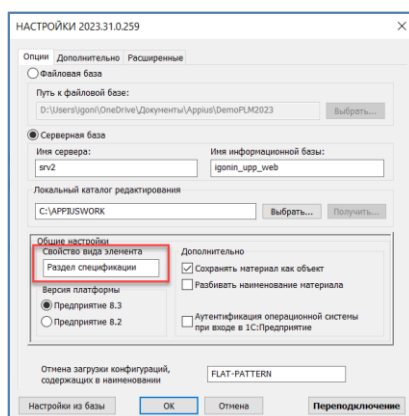 НАСТРОЙКИ 2023.31.0.259
Опции Дополнительно Расширенные
Файловая база
Путь к файловой базе:
D:\Users\igoni\OneDrive\Документы\Appius\DemoPLM2023 Выбрать...
Серверная база
Имя сервера: Имя информационной базы:
srv2 igonin_upp_web
Локальный каталог редактирования
C:\APPIUSWORK Выбрать... Получить...
Общие настройки
Свойство вида элемента Дополнительно
Раздел спецификации Сохранять материал как объект
Разбивать наименование материала
Версия платформы
Предприятие 8.3
Предприятие 8.2 Аутентификация операционной системы
при входе в 1С:Предприятие
Отмена загрузки конфигураций,
содержащих в наименовании FLAT-PATTERN
Настройки из базы ОК Отмена Переподключение